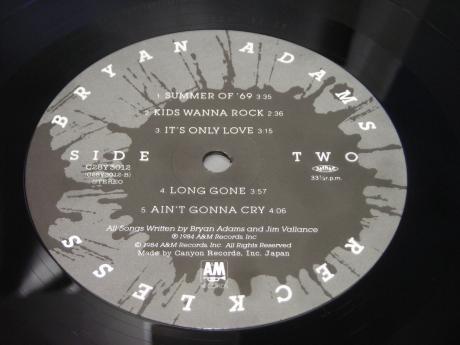 BRYAN ADAMS
1. SUMMER OF '69 3:35
2. KIDS WANNA ROCK 2:36
3. IT'S ONLY LOVE 3:15
SIDE TWO
C28Y3012
(C28Y3012-B)
STEREO
33⅓r.p.m.
4. LONG GONE 3:57
5. AIN'T GONNA CRY 4:06
All Songs Written by Bryan Adams and Jim Vallance
℗ 1984 A&M Records, Inc
© 1984 A&M Records, Inc. All Rights Reserved
Made by Canyon Records, Inc. Japan
A&M
RECORDS
RECKLESS